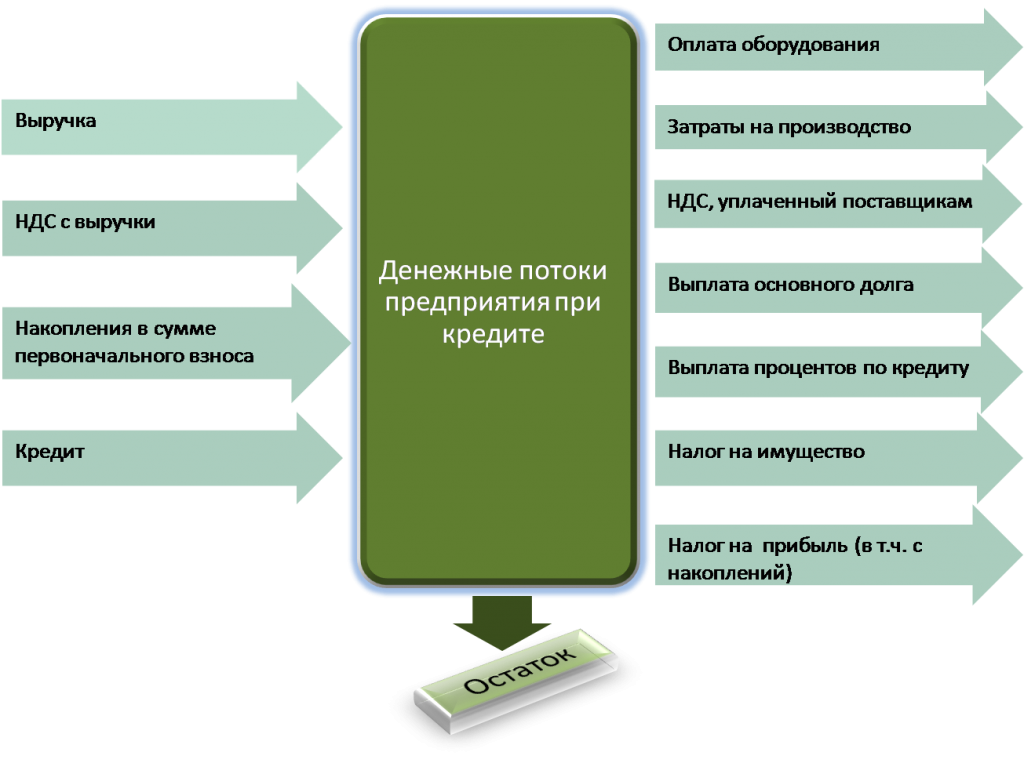 Выручка
НДС с выручки
Накопления в сумме
первоначального взноса
Кредит
Денежные потоки
предприятия при
кредите
Оплата оборудования
Затраты на производство
НДС, уплаченный поставщикам
Выплата основного долга
Выплата процентов по кредиту
Налог на имущество
Налог на  прибыль (в т.ч. с
накоплений)
Остаток